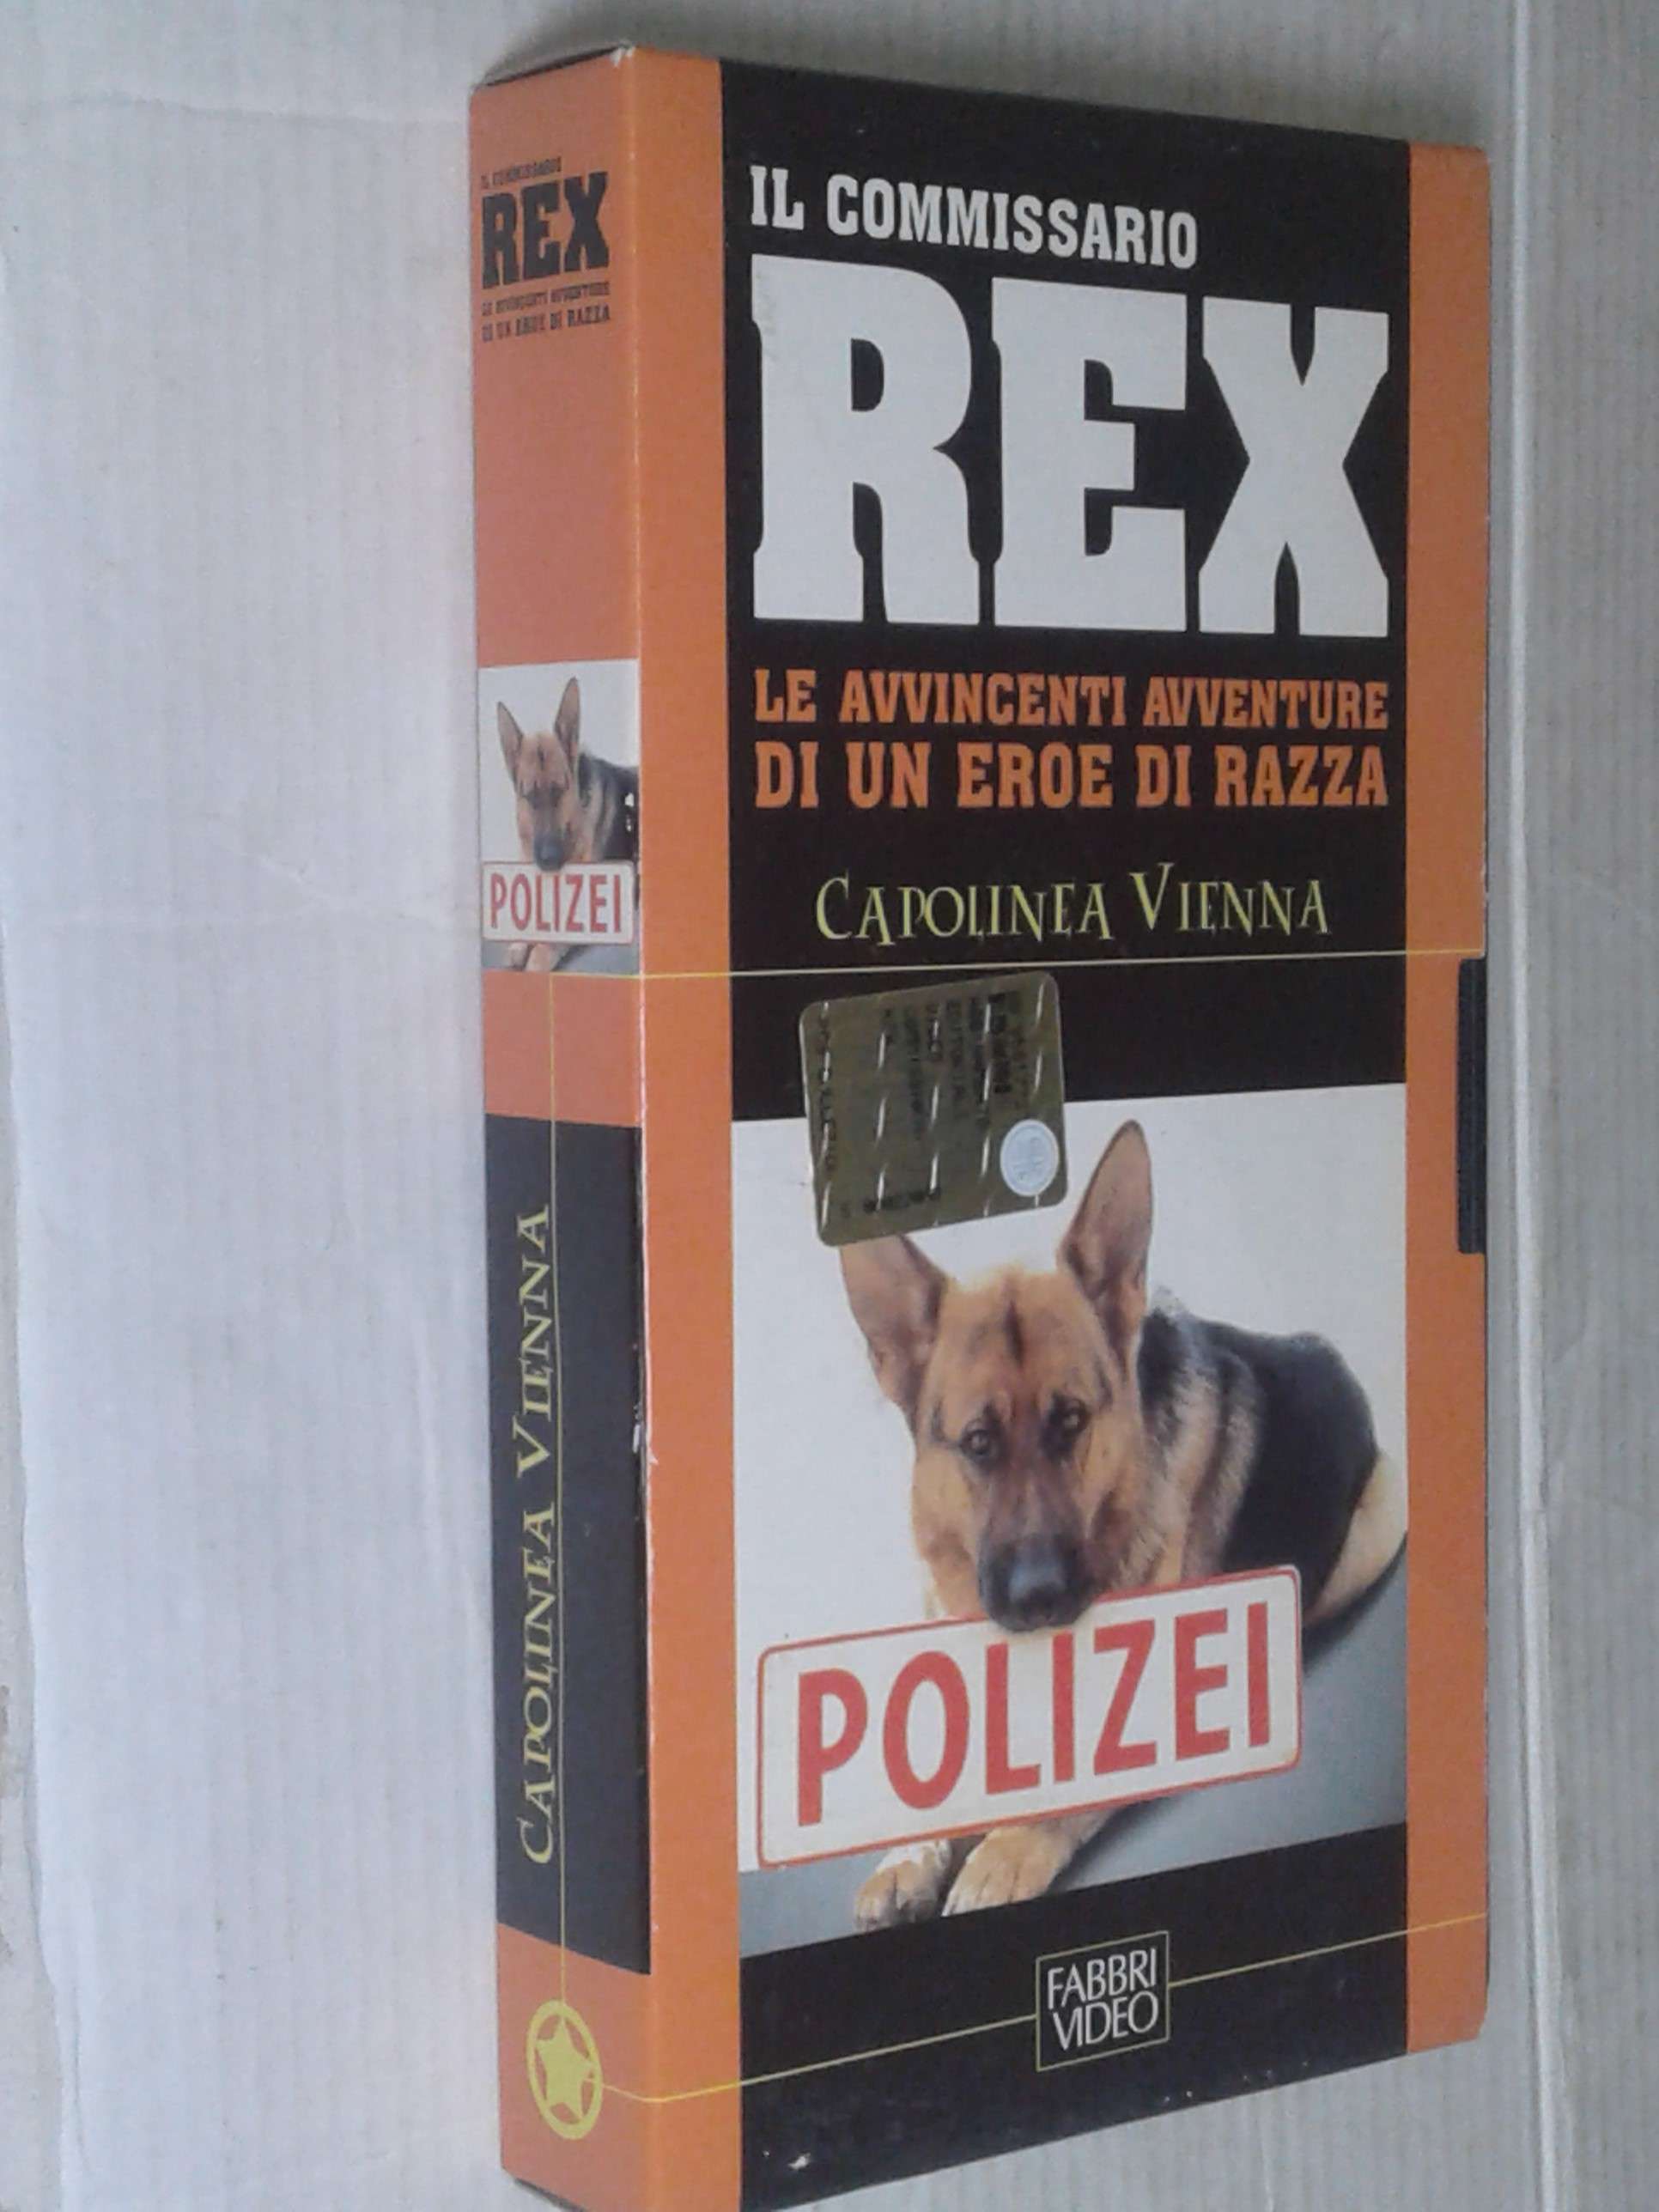 IL COMMISSARIO
REX
LE AVVINCENTI AVVENTURE
DI UN EROE DI RAZZA
POLIZEI
CAPOLINEA VIENNA
IL COMMISSARIO
REX
LE AVVINCENTI AVVENTURE
DI UN EROE DI RAZZA
CAPOLINEA VIENNA
POLIZEI
FABBRI
VIDEO